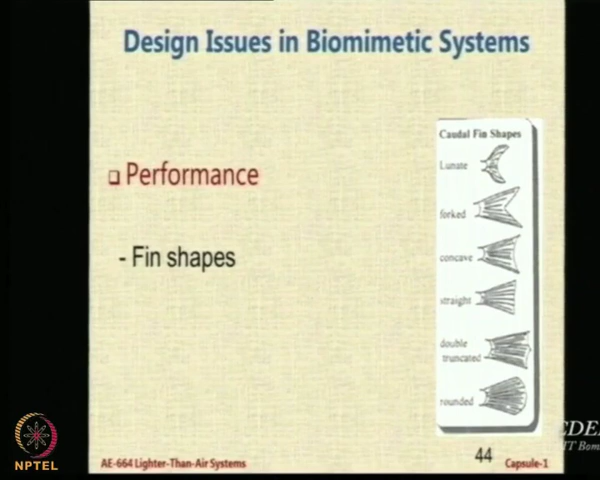 Design Issues in Biomimetic Systems
Performance
- Fin shapes
Caudal Fin Shapes
Lunate
forked
concave
straight
double
truncated
rounded
NPTEL
AE-664 Lighter-Than-Air Systems
44
Capsule-1